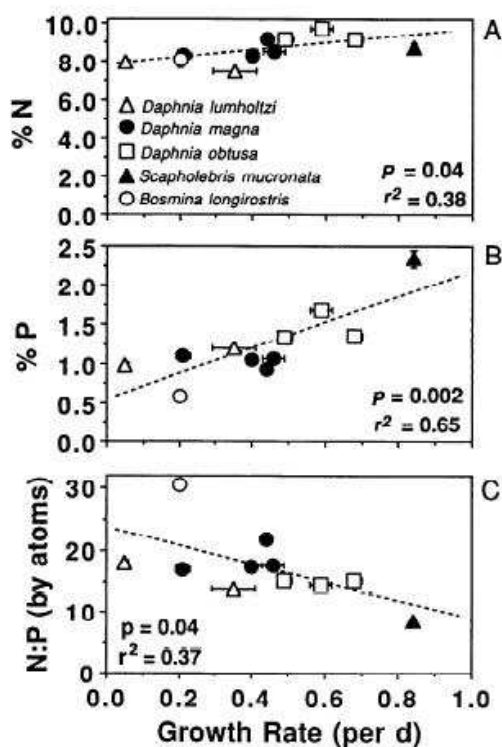 A
% N
10.0
8.0
6.0
4.0
2.0
0.0
Daphnia lumholtzi
Daphnia magna
Daphnia obtusa
Scapholebris mucronata
Bosmina longirostris
P = 0.04
r² = 0.38
B
% P
2.5
2.0
1.5
1.0
0.5
0.0
P = 0.002
r² = 0.65
C
N:P (by atoms)
30
20
10
0
p = 0.04
r² = 0.37
0.0 0.2 0.4 0.6 0.8 1.0
Growth Rate (per d)